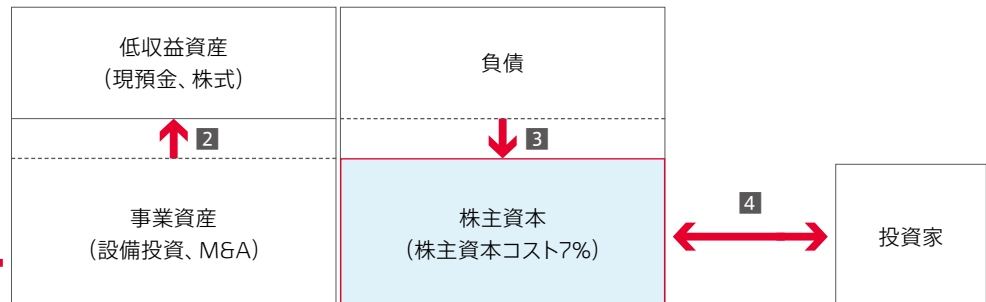 低収益資産
（現預金、株式）
負債
2
3
事業資産
（設備投資、M&A）
株主資本
（株主資本コスト7%）
4
投資家